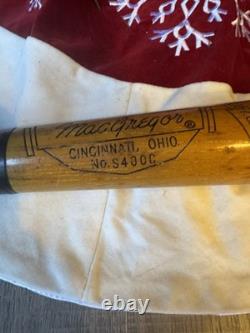 MacGregor®
CINCINNATI, OHIO.
No. S400C